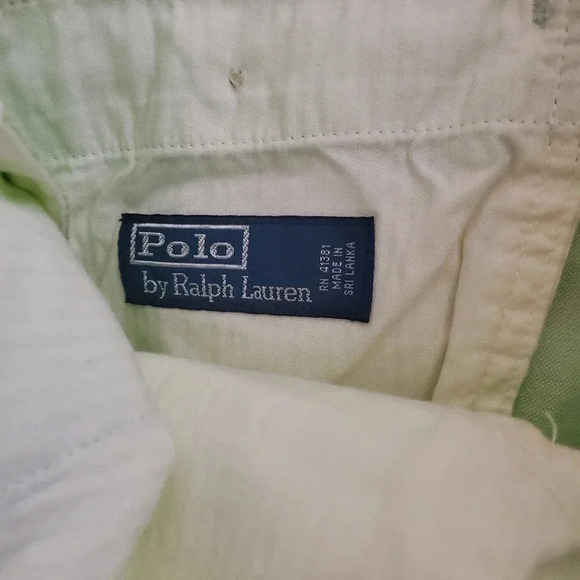 Polo
by Ralph Lauren
RN 41381
MADE IN
SRI LANKA